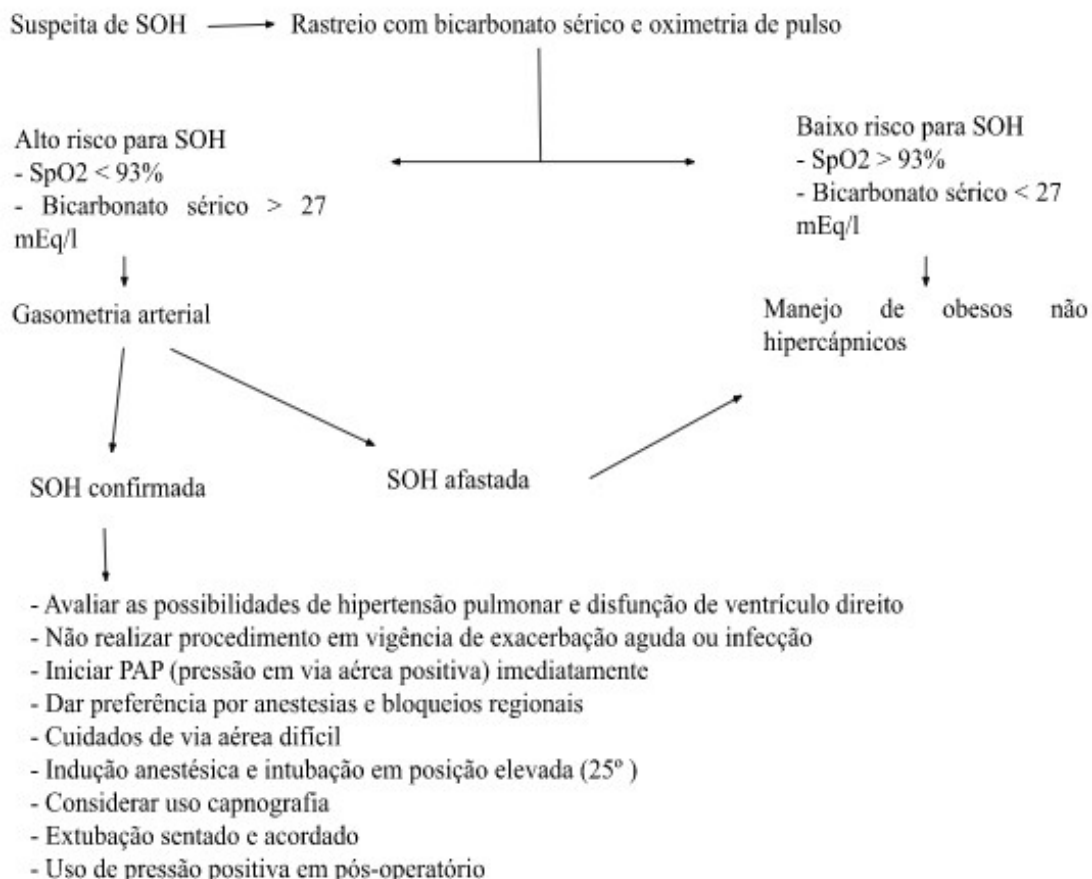 Suspeita de SOH
Rastreio com bicarbonato sérico e oximetria de pulso
Alto risco para SOH
- SpO2 < 93%
- Bicarbonato sérico > 27
mEq/l
Baixo risco para SOH
- SpO2 > 93%
- Bicarbonato sérico < 27
mEq/l
Gasometria arterial
Manejo de obesos não
hipercápnicos
SOH confirmada
SOH afastada
- Avaliar as possibilidades de hipertensão pulmonar e disfunção de ventrículo direito
- Não realizar procedimento em vigência de exacerbação aguda ou infecção
- Iniciar PAP (pressão em via aérea positiva) imediatamente
- Dar preferência por anestesias e bloqueios regionais
- Cuidados de via aérea difícil
- Indução anestésica e intubação em posição elevada (25º )
- Considerar uso capnografia
- Extubação sentado e acordado
- Uso de pressão positiva em pós-operatório